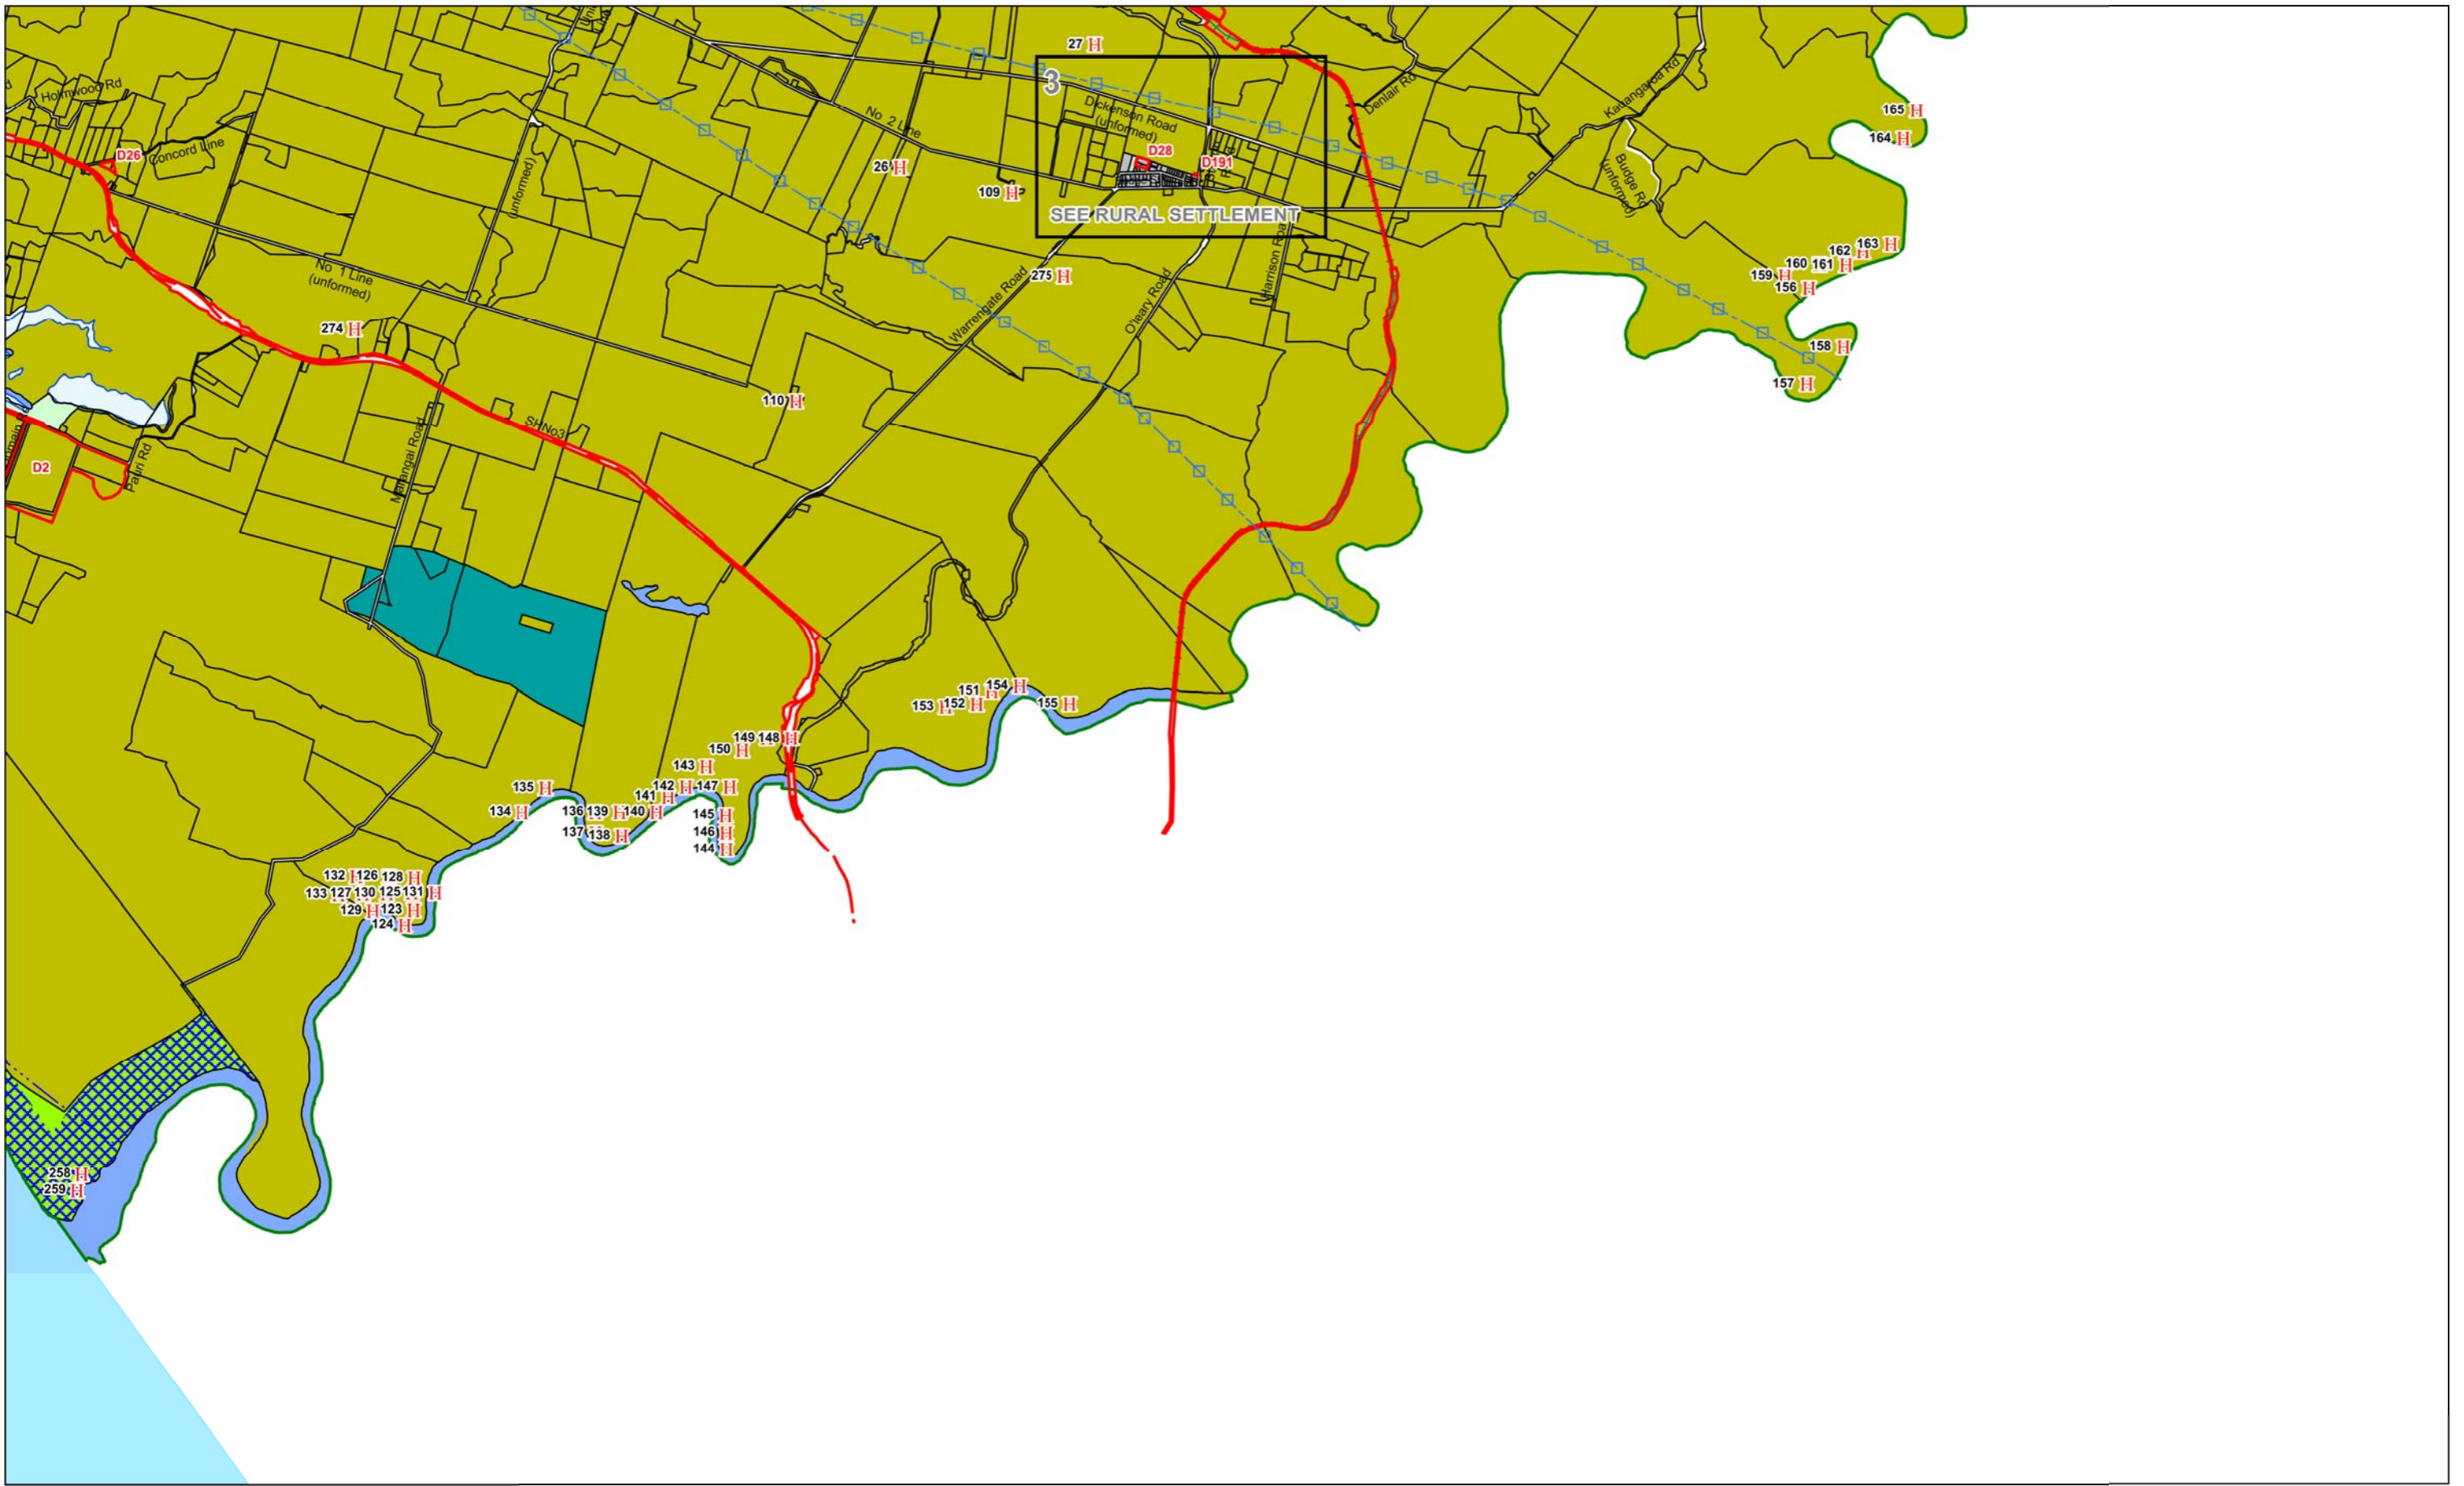 27 H
3
Holmwood Rd
Concord Line
D26
(unformed)
No 2 Line
26 H
109 H
Dickenson Road
(unformed)
D28
D191
SEE RURAL SETTLEMENT
Denlair Rd
Kauangaroa Rd
Budge Rd
(unformed)
165 H
164 H
163 H
162 H
160 161 H
159 H
156 H
158 H
157 H
No 1 Line
(unformed)
274 H
275 H
Warrengate Road
O'leary Road
Harrison Road
110 H
SHNo3
D2
Papaiti Rd
Marangai Road
151 H
154 H
153 H
152 H
155 H
149 148 H
150 H
143 H
142 H
147 H
141 H
135 H
134 H
136 139 H
140 H
145 H
137 138 H
146 H
144 H
132 H
126 128 H
133 127 130 125 131 H
129 H
123 H
124 H
258 H
259 H